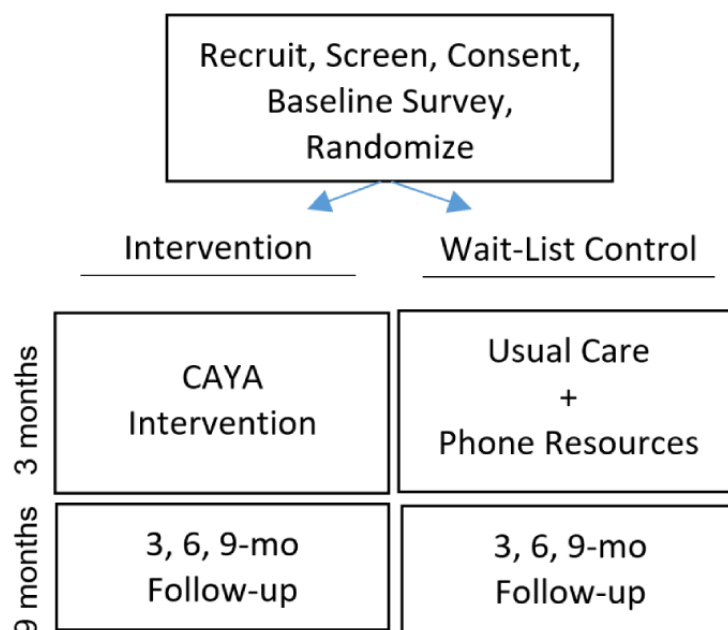 Recruit, Screen, Consent,
Baseline Survey,
Randomize
Intervention
Wait-List Control
3 months
CAYA
Intervention
Usual Care
+
Phone Resources
9 months
3, 6, 9-mo
Follow-up
3, 6, 9-mo
Follow-up